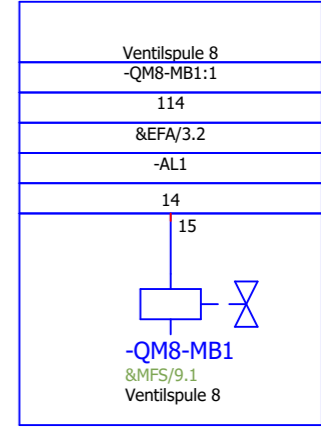 Ventilspule 8
-QM8-MB1:1
114
&EFA/3.2
-AL1
14
15
-QM8-MB1
&MFS/9.1
Ventilspule 8